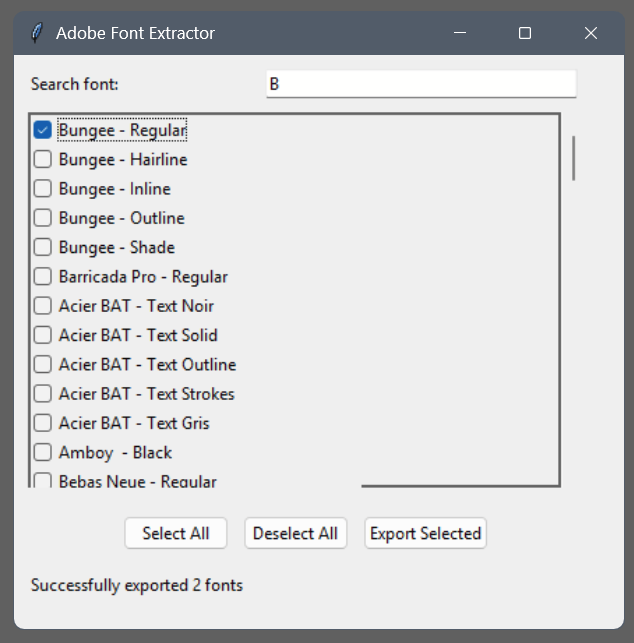 Adobe Font Extractor
Search font: B
Bungee - Regular
Bungee - Hairline
Bungee - Inline
Bungee - Outline
Bungee - Shade
Barricada Pro - Regular
Acier BAT - Text Noir
Acier BAT - Text Solid
Acier BAT - Text Outline
Acier BAT - Text Strokes
Acier BAT - Text Gris
Amboy  - Black
Bebas Neue - Regular
Select All Deselect All Export Selected
Successfully exported 2 fonts